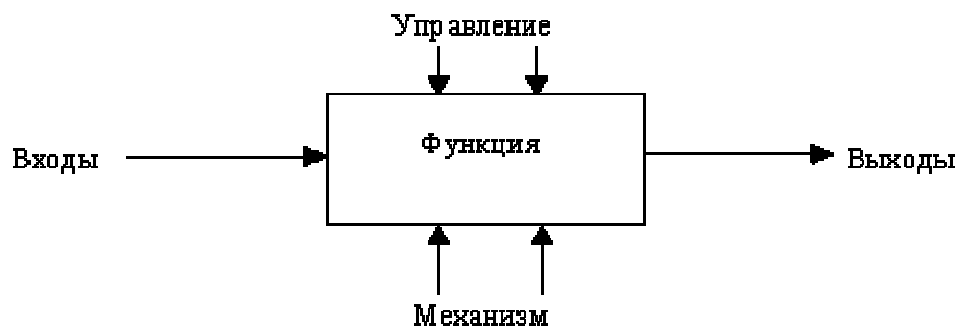 Управление
Функция
Входы
Выходы
Механизм